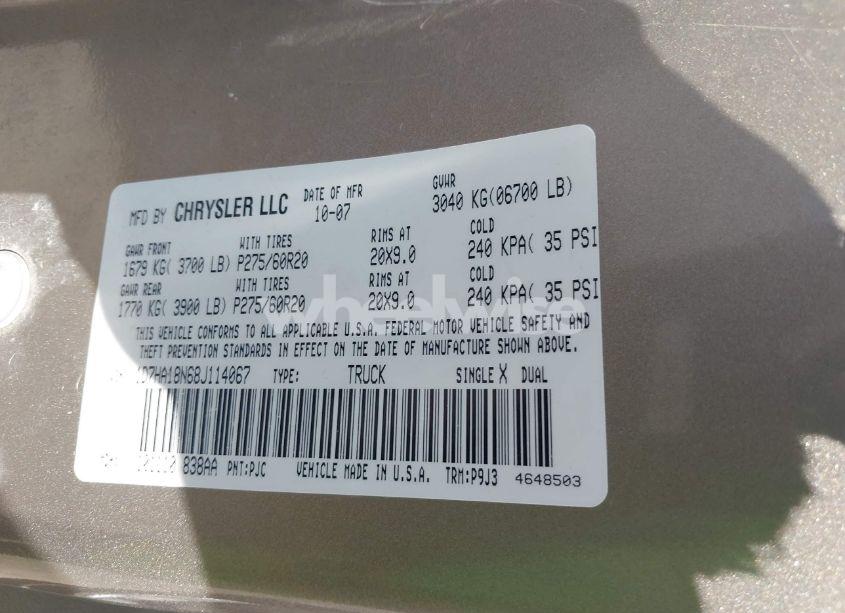 MFD BY CHRYSLER LLC DATE OF MFR 10-07 GVWR 3040 KG(06700 LB)
GAWR FRONT WITH TIRES RIMS AT COLD
1679 KG( 3700 LB) P275/60R20 20X9.0 240 KPA( 35 PSI
GAWR REAR WITH TIRES RIMS AT COLD
1770 KG( 3900 LB) P275/60R20 20X9.0 240 KPA( 35 PSI
THIS VEHICLE CONFORMS TO ALL APPLICABLE U.S.A. FEDERAL MOTOR VEHICLE SAFETY AND
THEFT PREVENTION STANDARDS IN EFFECT ON THE DATE OF MANUFACTURE SHOWN ABOVE.
1D7HA18N68J114067 TYPE: TRUCK SINGLE X DUAL
838AA PNT:PJC VEHICLE MADE IN U.S.A. TRM:P9J3 4648503
wheelwise